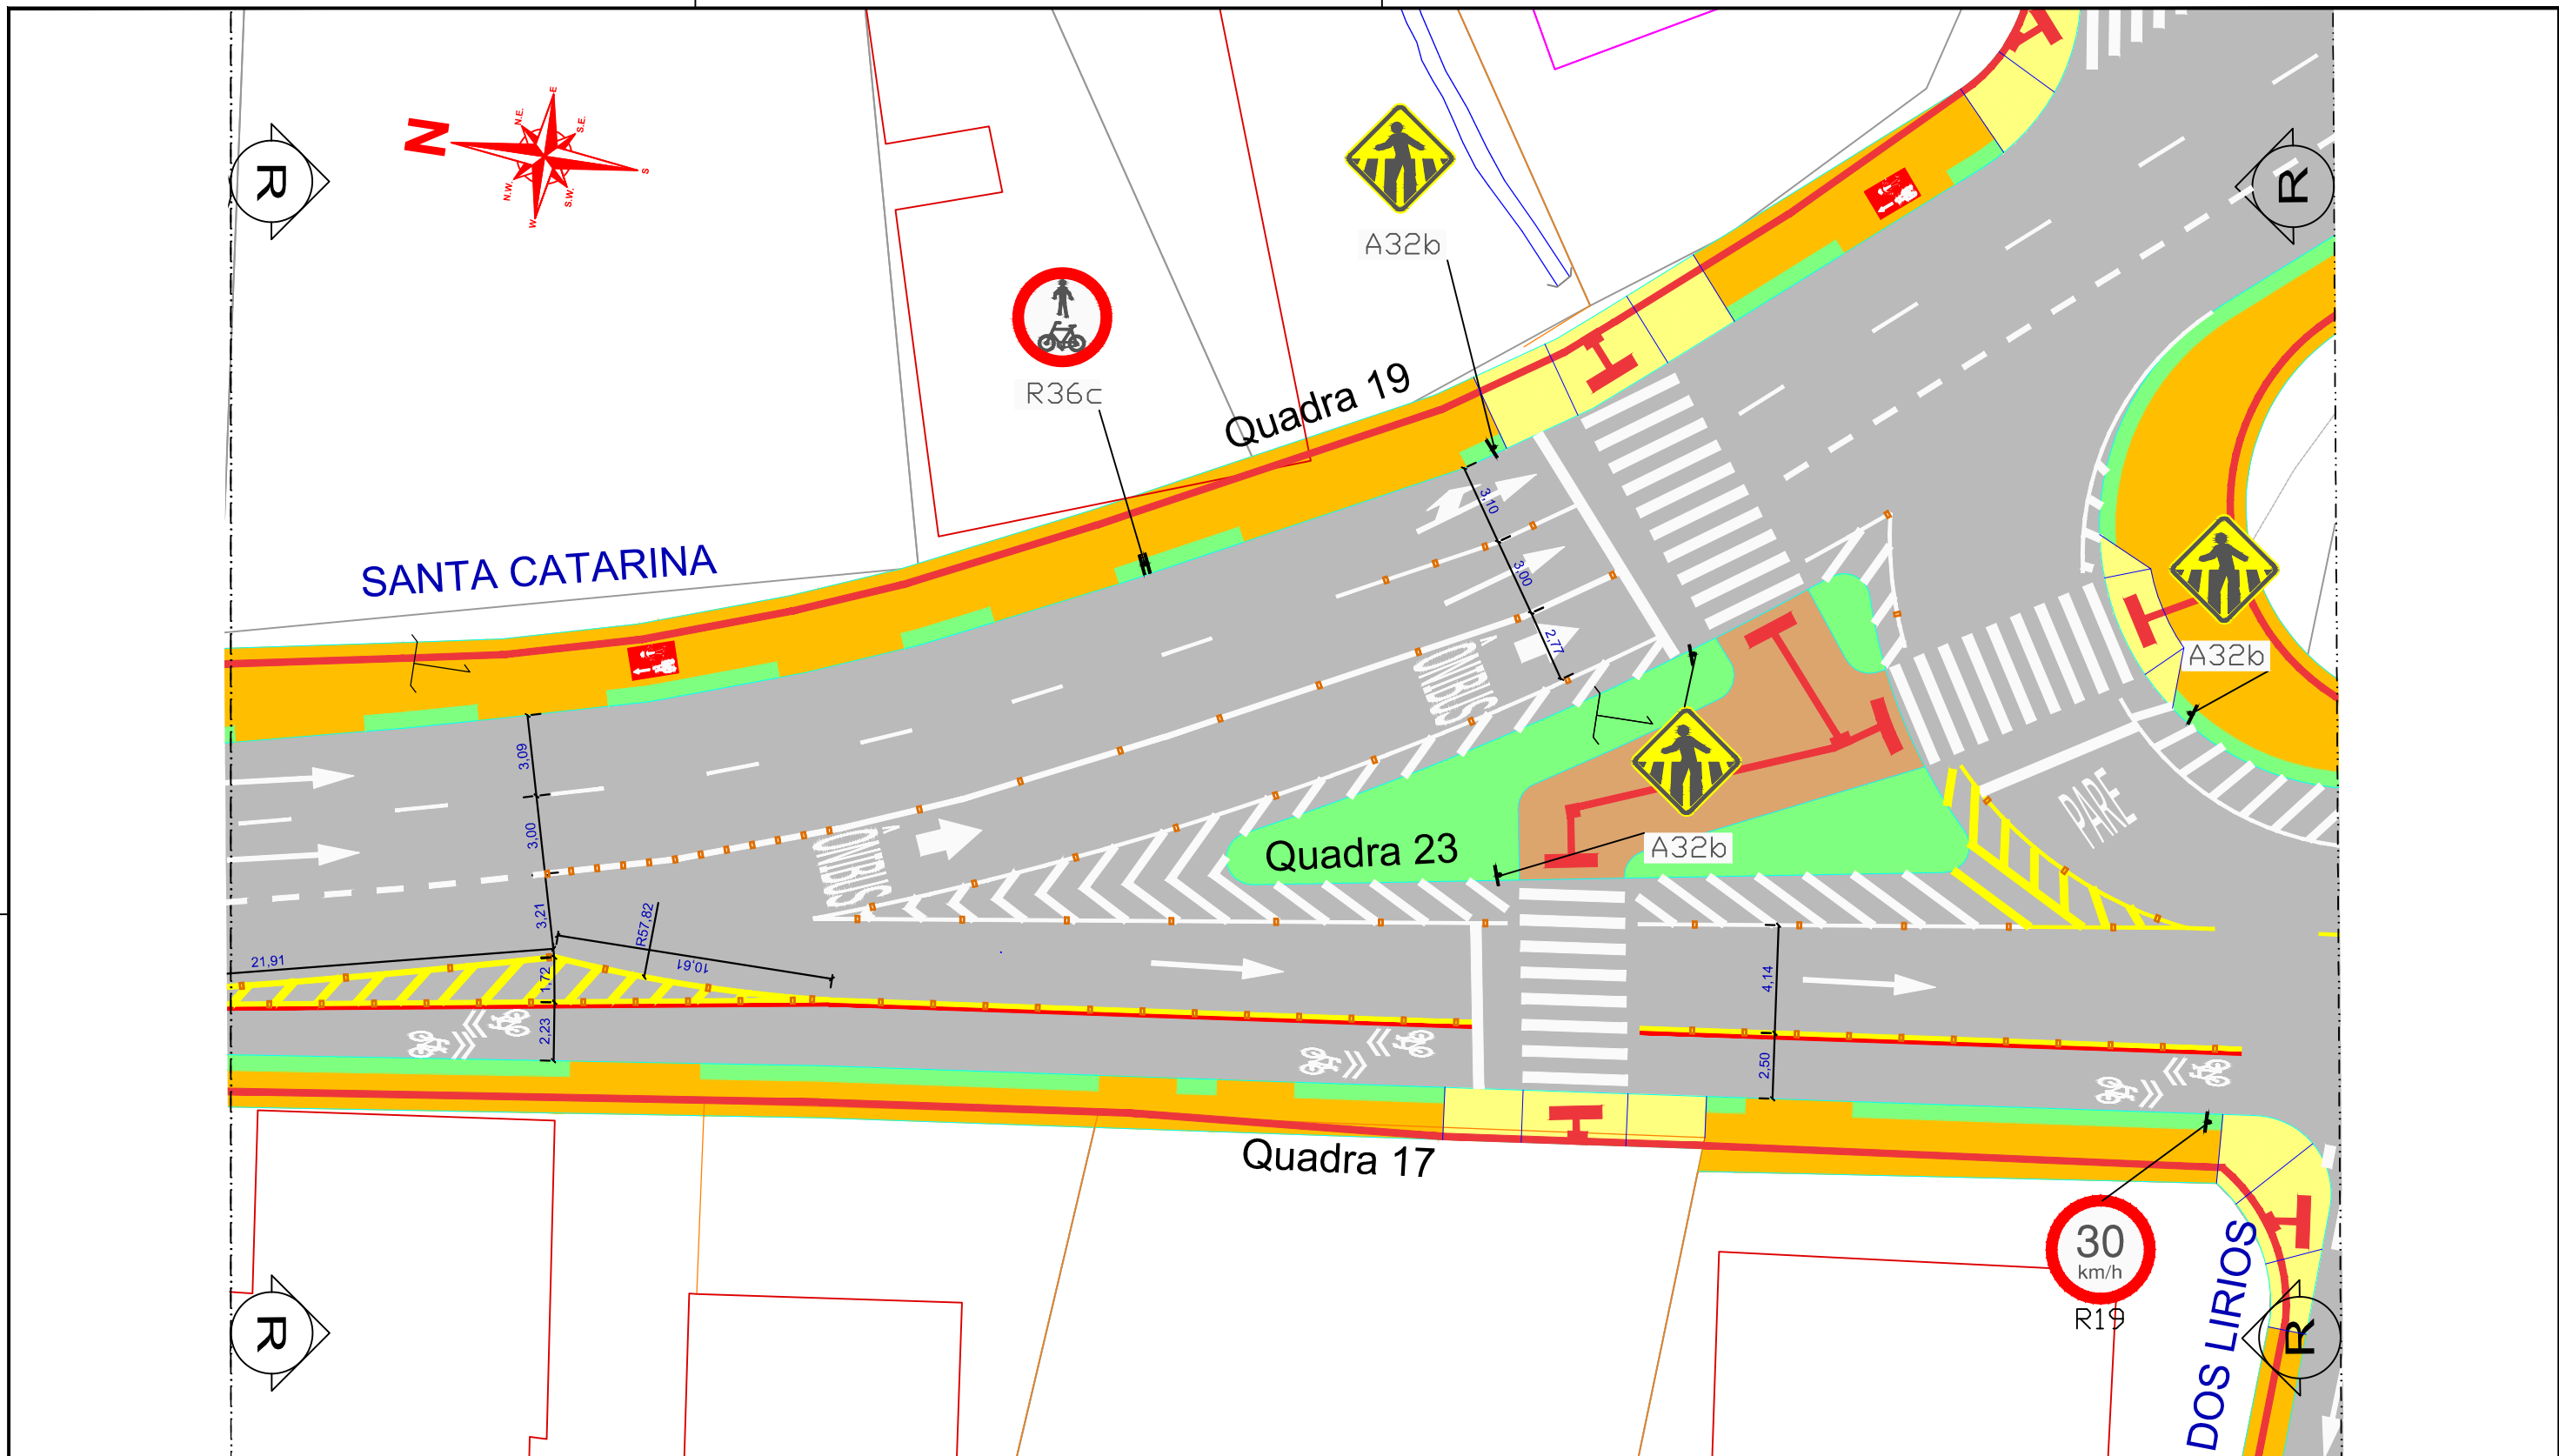 N
E
N.E.
S.E.
S
N.W.
S.W.
W
R
R
A32b
R36c
Quadra 19
SANTA CATARINA
3,10
3,00
2,77
ÔNIBUS
A32b
3,09
3,00
3,21
ÔNIBUS
Quadra 23
A32b
PARE
R57,82
21,91
10,61
1,72
2,23
4,14
2,50
Quadra 17
30
km/h
R19
DOS LIRIOS
R
R